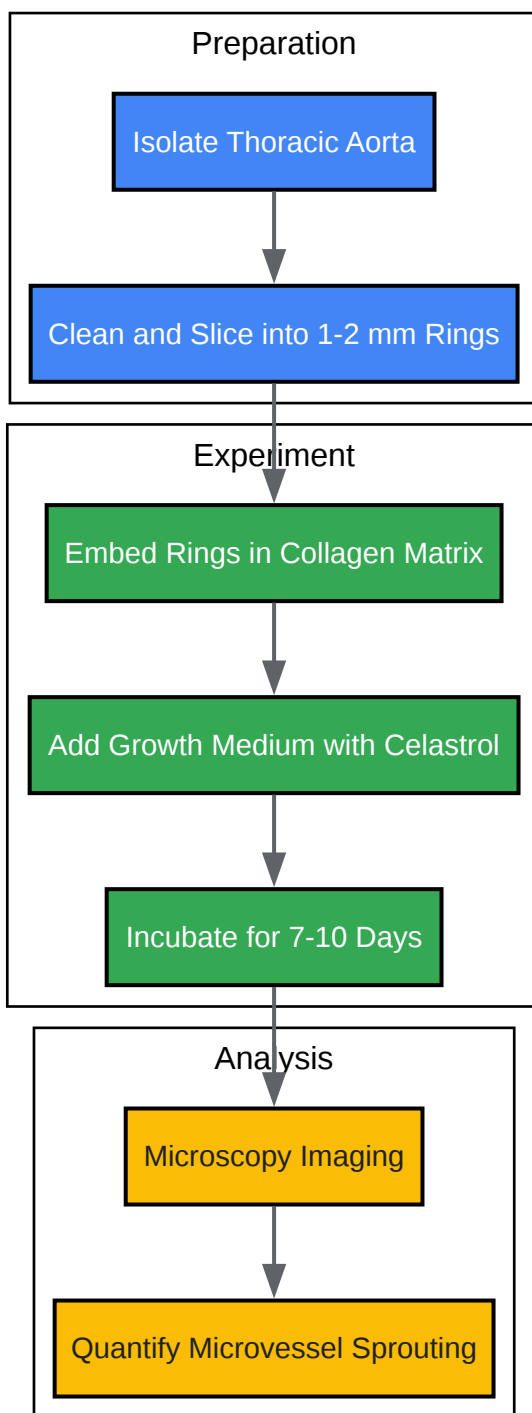 Preparation
Isolate Thoracic Aorta
Clean and Slice into 1-2 mm Rings
Experiment
Embed Rings in Collagen Matrix
Add Growth Medium with Celastrol
Incubate for 7-10 Days
Analysis
Microscopy Imaging
Quantify Microvessel Sprouting